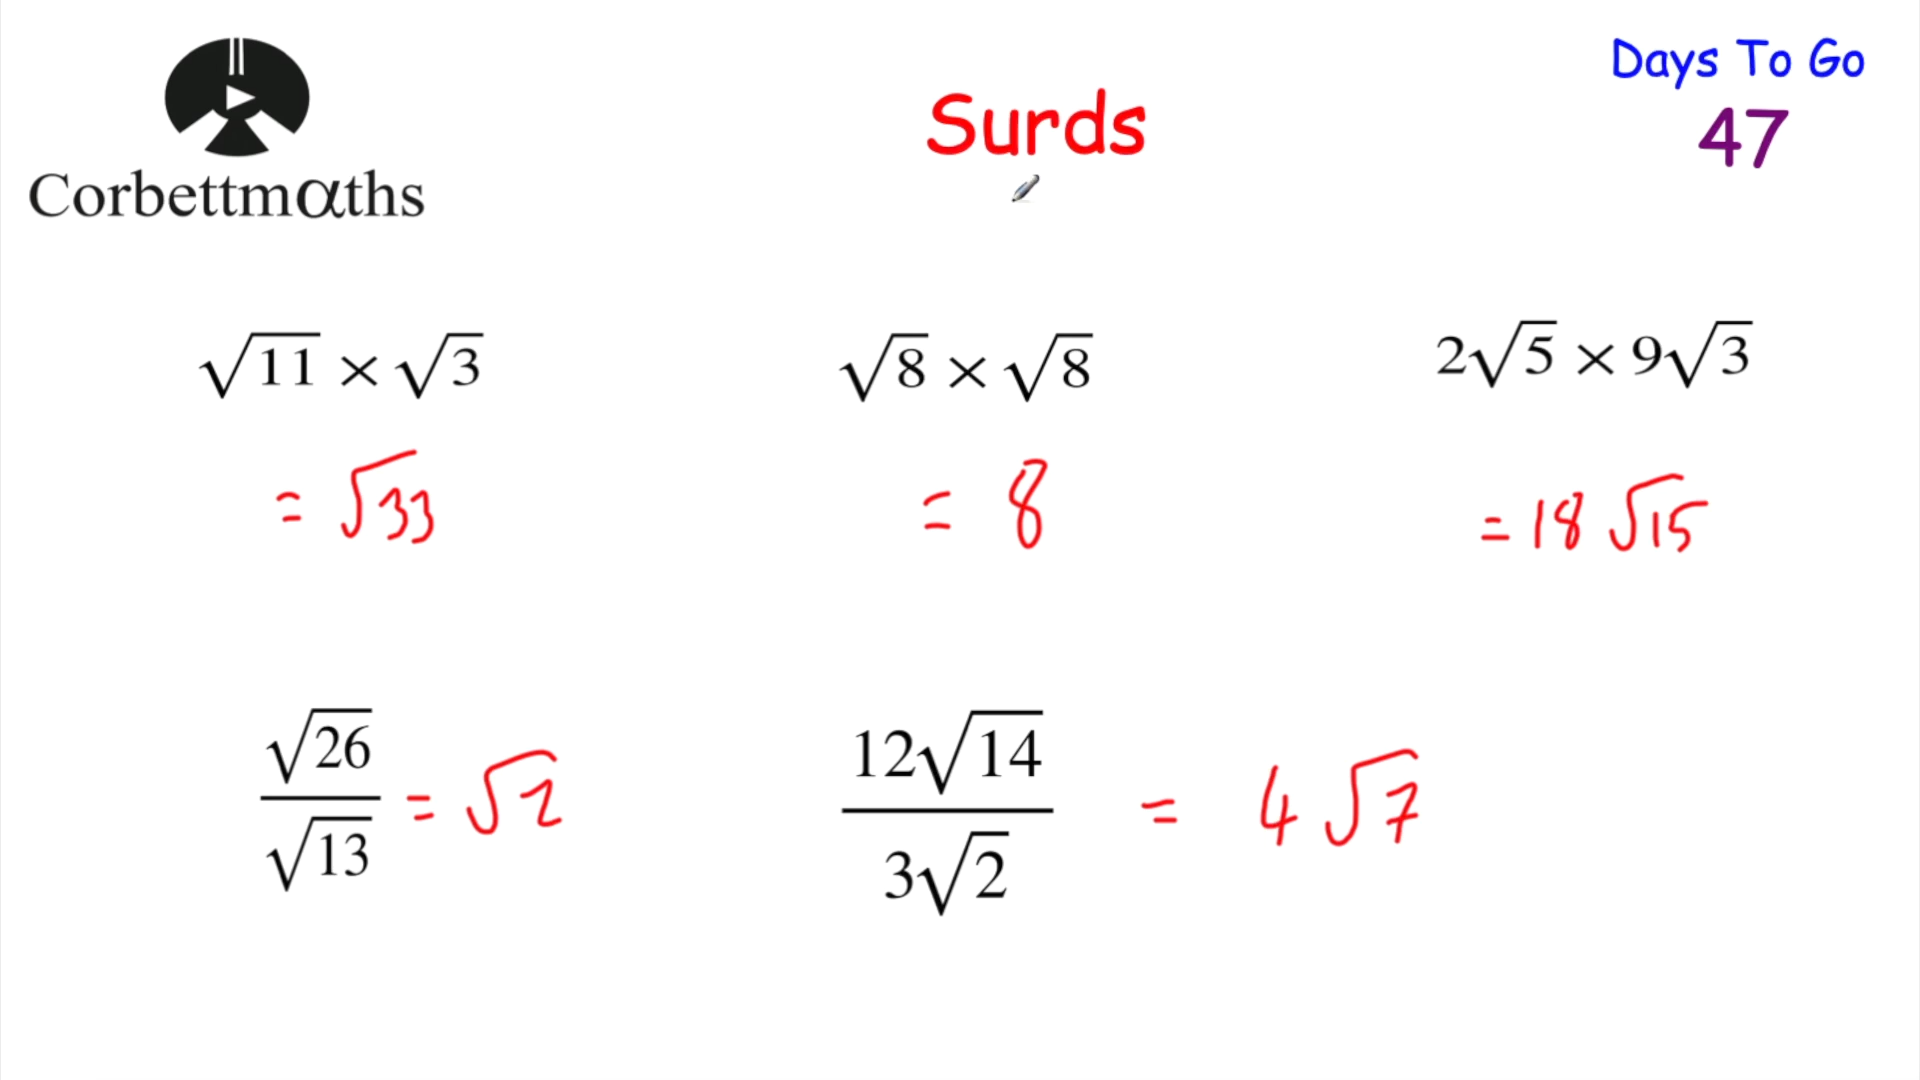 Days To Go
47
Surds
Corbettmαths
√11 × √3
√8 × √8
2√5 × 9√3
= √33
= 8
= 18√15
√26
√13
= √2
12√14
3√2
= 4√7